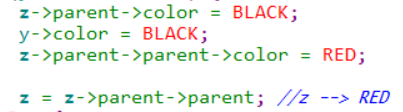 z->parent->color = BLACK;
y->color = BLACK;
z->parent->parent->color = RED;
z = z->parent->parent; //z --> RED